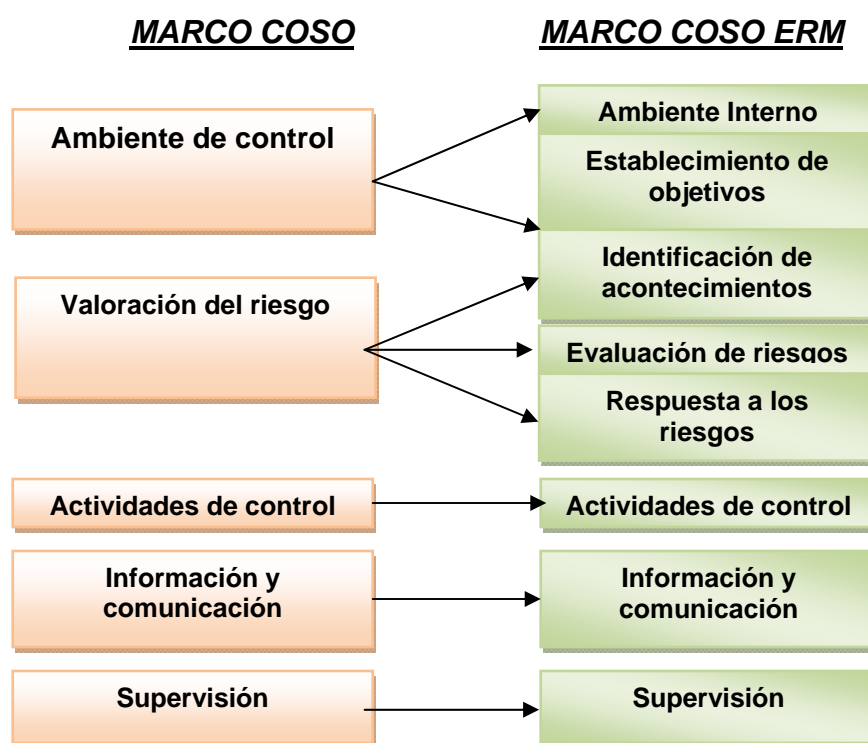 MARCO COSO
MARCO COSO ERM
Ambiente de control
Valoración del riesgo
Actividades de control
Información y
comunicación
Supervisión
Ambiente Interno
Establecimiento de
objetivos
Identificación de
acontecimientos
Evaluación de riesgos
Respuesta a los
riesgos
Actividades de control
Información y
comunicación
Supervisión